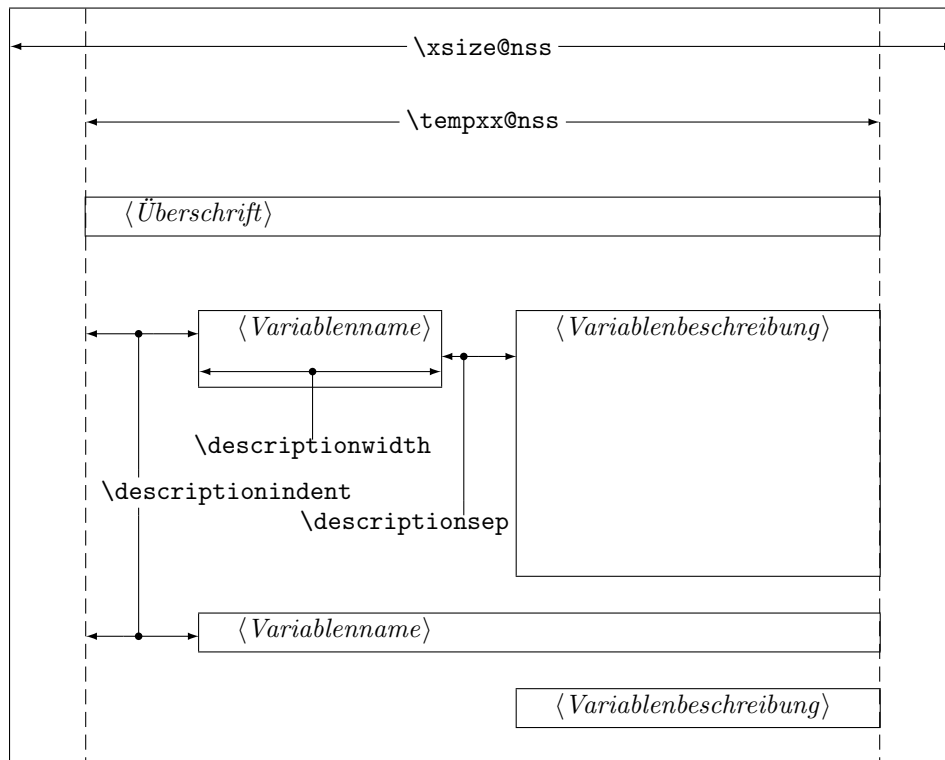 \xsize@nss
\tempxx@nss
⟨Überschrift⟩
⟨Variablenname⟩ ⟨Variablenbeschreibung⟩
\descriptionwidth
\descriptionindent
\descriptionsep
⟨Variablenname⟩
⟨Variablenbeschreibung⟩